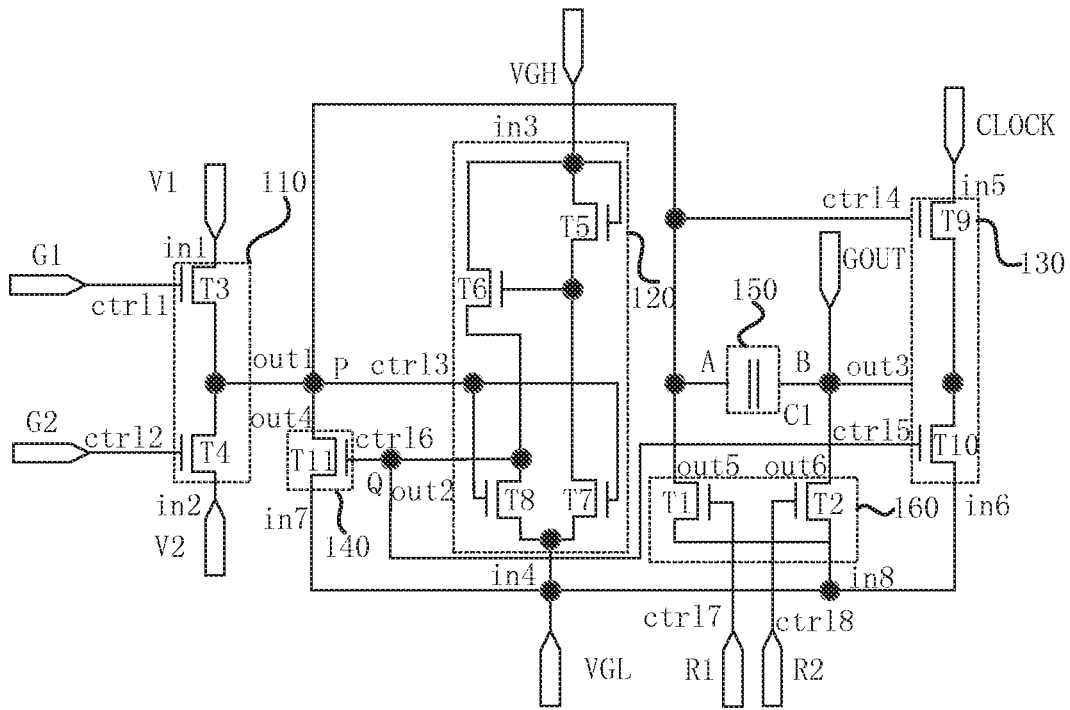 VGH
CLOCK
in3
V1
110
ctrl4
in5
T9
in1
T5
GOUT
130
G1
T3
T6
120
150
ctrl1
out1
P
ctrl3
A
B
out3
C1
out4
G2
ctrl2
T4
ctrl6
ctrl5
T10
T11
Q
out2
out5
out6
in2
T8
T7
T1
T2
160
in6
in7
V2
140
in4
in8
ctrl7
ctrl8
VGL
R1
R2